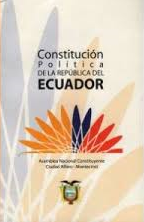 Constitución
Política
DE LA REPÚBLICA DEL
ECUADOR
Asamblea Nacional Constituyente
Ciudad Alfaro - Montecristi